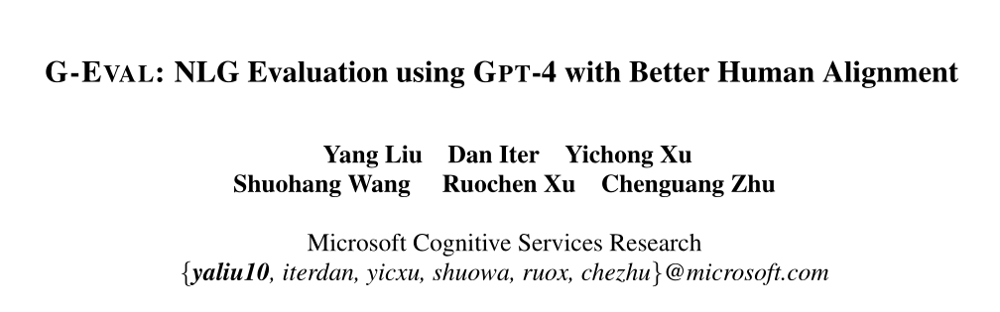 G-EVAL: NLG Evaluation using GPT-4 with Better Human Alignment
Yang Liu Dan Iter Yichong Xu
Shuohang Wang Ruochen Xu Chenguang Zhu
Microsoft Cognitive Services Research
{yaliu10, iterdan, yicxu, shuowa, ruox, chezhu}@microsoft.com